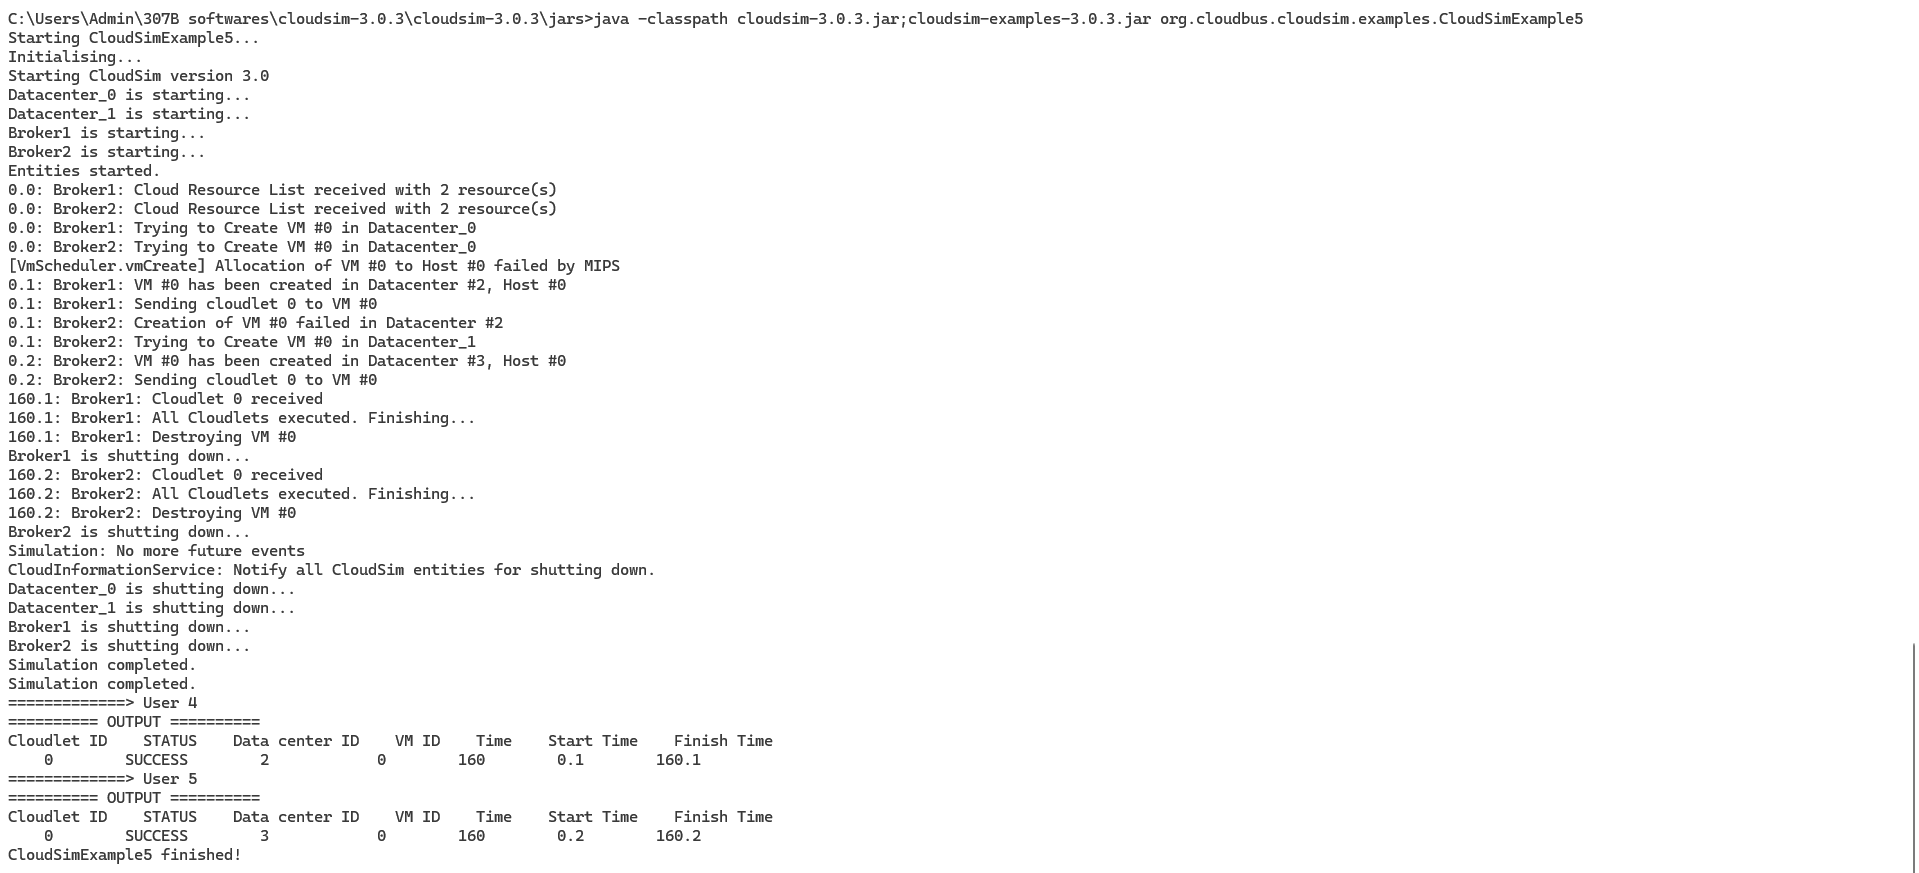 C:\Users\Admin\307B softwares\cloudsim-3.0.3\cloudsim-3.0.3\jars>java -classpath cloudsim-3.0.3.jar;cloudsim-examples-3.0.3.jar org.cloudbus.cloudsim.examples.CloudSimExample5
Starting CloudSimExample5...
Initialising...
Starting CloudSim version 3.0
Datacenter_0 is starting...
Datacenter_1 is starting...
Broker1 is starting...
Broker2 is starting...
Entities started.
0.0: Broker1: Cloud Resource List received with 2 resource(s)
0.0: Broker2: Cloud Resource List received with 2 resource(s)
0.0: Broker1: Trying to Create VM #0 in Datacenter_0
0.0: Broker2: Trying to Create VM #0 in Datacenter_0
[VmScheduler.vmCreate] Allocation of VM #0 to Host #0 failed by MIPS
0.1: Broker1: VM #0 has been created in Datacenter #2, Host #0
0.1: Broker1: Sending cloudlet 0 to VM #0
0.1: Broker2: Creation of VM #0 failed in Datacenter #2
0.1: Broker2: Trying to Create VM #0 in Datacenter_1
0.2: Broker2: VM #0 has been created in Datacenter #3, Host #0
0.2: Broker2: Sending cloudlet 0 to VM #0
160.1: Broker1: Cloudlet 0 received
160.1: Broker1: All Cloudlets executed. Finishing...
160.1: Broker1: Destroying VM #0
Broker1 is shutting down...
160.2: Broker2: Cloudlet 0 received
160.2: Broker2: All Cloudlets executed. Finishing...
160.2: Broker2: Destroying VM #0
Broker2 is shutting down...
Simulation: No more future events
CloudInformationService: Notify all CloudSim entities for shutting down.
Datacenter_0 is shutting down...
Datacenter_1 is shutting down...
Broker1 is shutting down...
Broker2 is shutting down...
Simulation completed.
Simulation completed.
=============> User 4
========== OUTPUT ==========
Cloudlet ID    STATUS    Data center ID    VM ID    Time    Start Time    Finish Time
    0        SUCCESS        2            0        160        0.1        160.1
=============> User 5
========== OUTPUT ==========
Cloudlet ID    STATUS    Data center ID    VM ID    Time    Start Time    Finish Time
    0        SUCCESS        3            0        160        0.2        160.2
CloudSimExample5 finished!